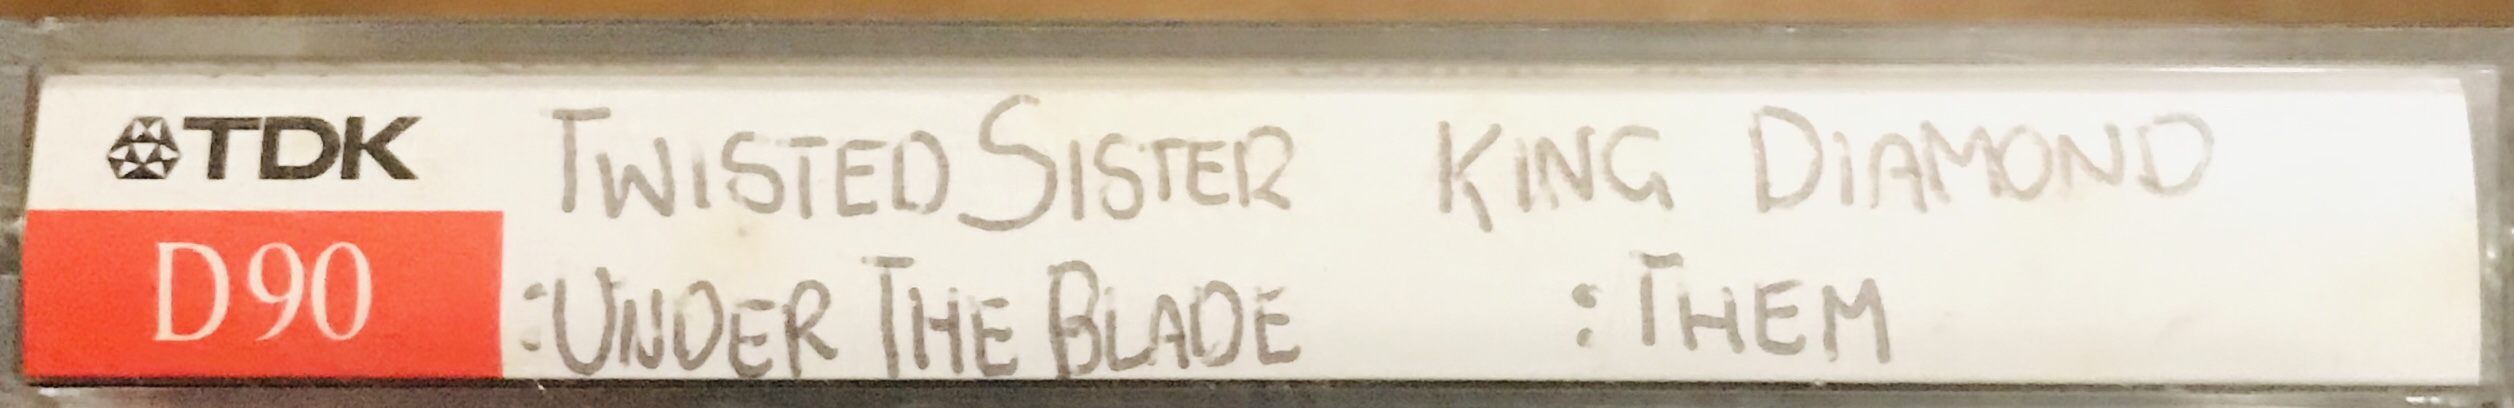 TDK
D90
TWISTED SISTER KING DIAMOND
:UNDER THE BLADE :THEM